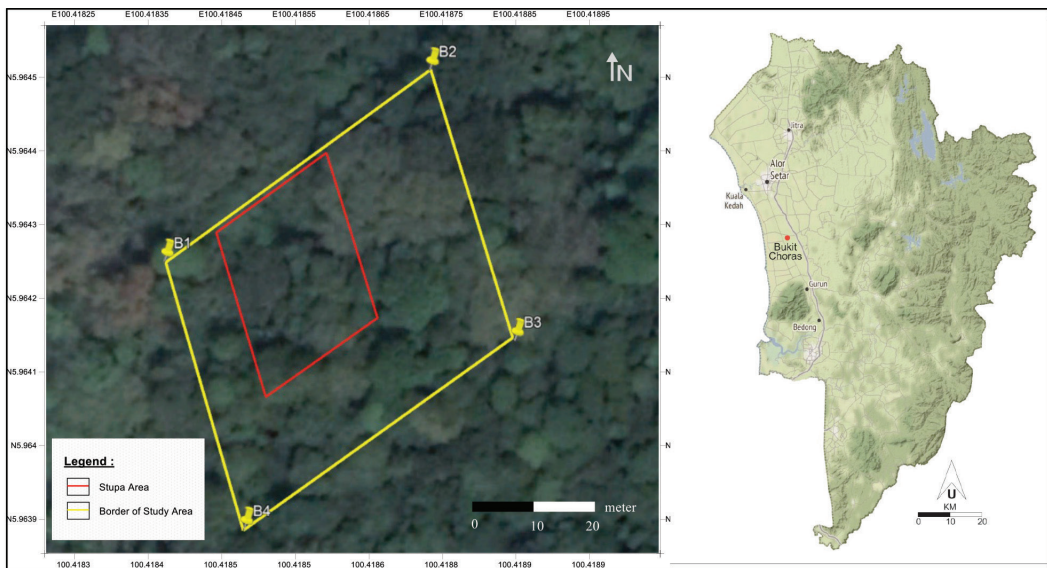 E100.41825 E100.41835 E100.41845 E100.41855 E100.41865 E100.41875 E100.41885 E100.41895
B2
N
N5.9645 N
N5.9644 N
N5.9643 N
B1
N5.9642 N
B3
N5.9641 N
N5.964 N
N5.9639 N
B4
Legend :
Stupa Area
Border of Study Area
meter
0 10 20
100.4183 100.4184 100.4185 100.4185 100.4186 100.4187 100.4188 100.4189 100.4189
Jitra
Alor
Setar
Kuala
Kedah
Bukit
Choras
Gurun
Bedong
U
KM
0 10 20